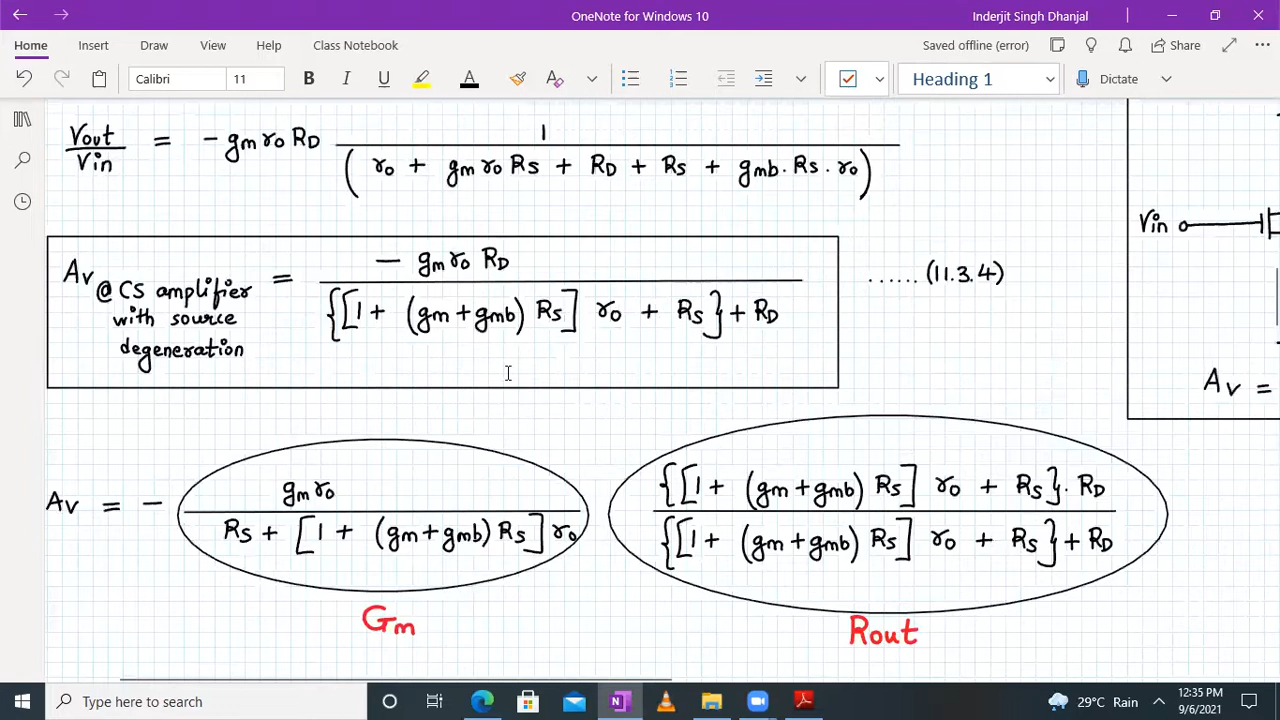 OneNote for Windows 10
Inderjit Singh Dhanjal
Home Insert Draw View Help Class Notebook
Saved offline (error)
Share
Calibri 11 B I U A A Heading 1 Dictate
Vout/Vin = - gm ro RD 1/(ro + gm ro RS + RD + RS + gmb. RS. ro)
Av @ CS amplifier with source degeneration = - gm ro RD / {[1 + (gm + gmb) RS] ro + RS} + RD ...... (11.3.4)
Vin
Av =
Av = - gm ro / RS + [1 + (gm + gmb) RS] ro {[1 + (gm + gmb) RS] ro + RS}. RD / {[1 + (gm + gmb) RS] ro + RS} + RD
Gm
Rout
Type here to search
29°C Rain
12:35 PM
9/6/2021